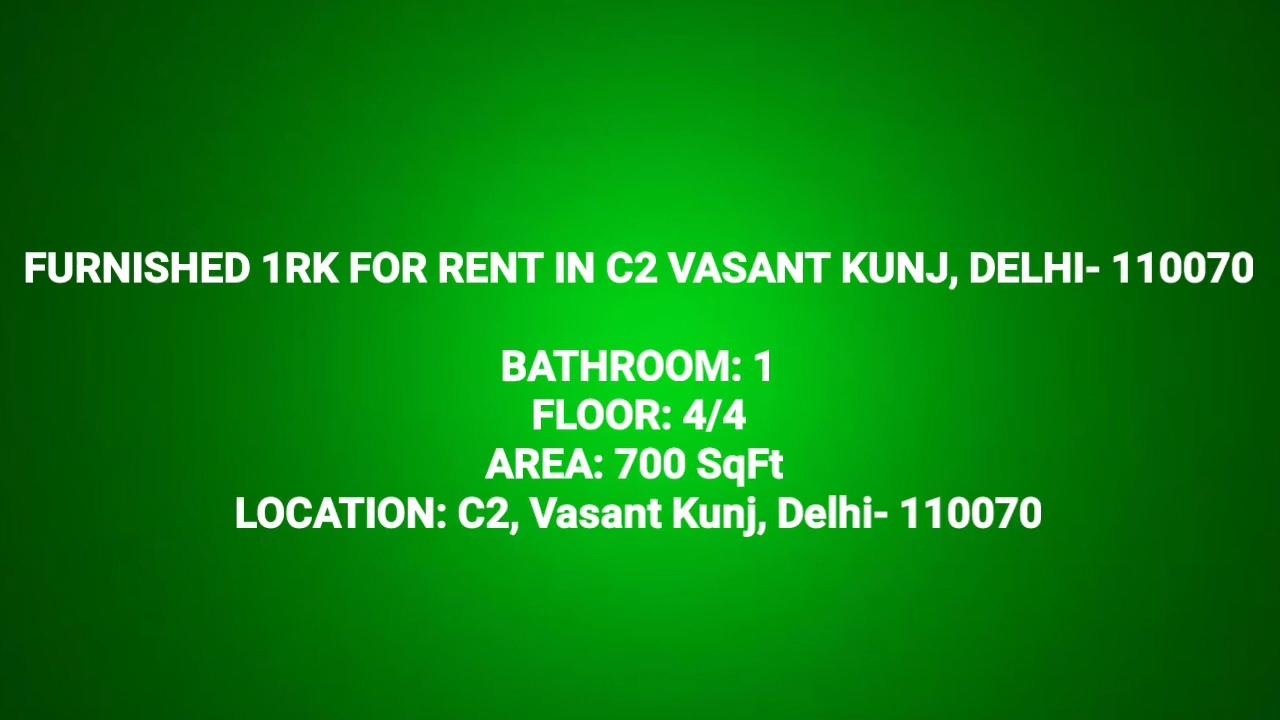 FURNISHED 1RK FOR RENT IN C2 VASANT KUNJ, DELHI- 110070
BATHROOM: 1
FLOOR: 4/4
AREA: 700 SqFt
LOCATION: C2, Vasant Kunj, Delhi- 110070